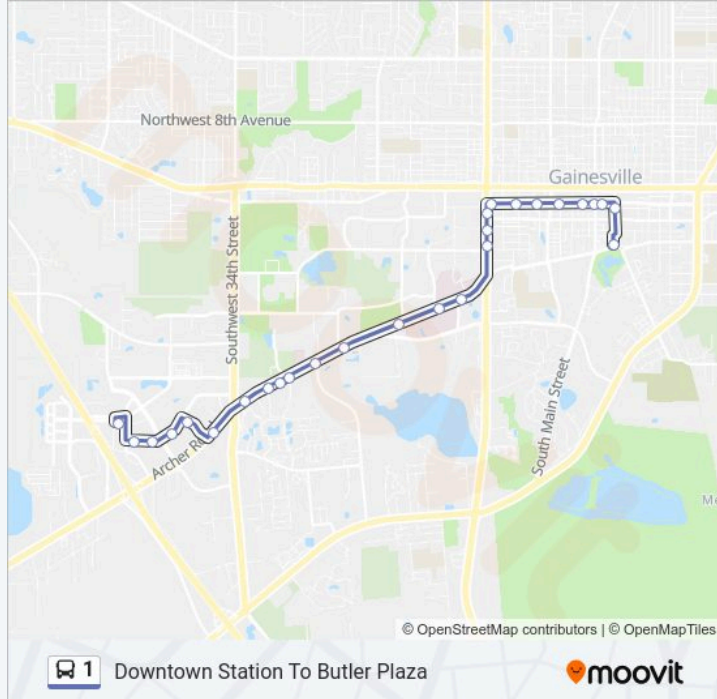 Northwest 8th Avenue
Gainesville
Southwest 34th Street
South Main Street
Archer
© OpenStreetMap contributors | © OpenMapTiles
1 Downtown Station To Butler Plaza
moovit